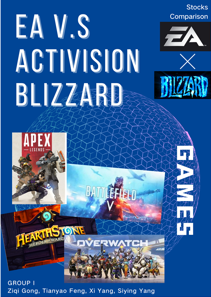 Stocks
Comparison
EA V.S
ACTIVISION
BLIZZARD
EA
BLIZZARD
GAMES
APEX
LEGENDS
BATTLEFIELD
V
HEARTHSTONE
OVERWATCH
GROUP I
Ziqi Gong, Tianyao Feng, Xi Yang, Siying Yang